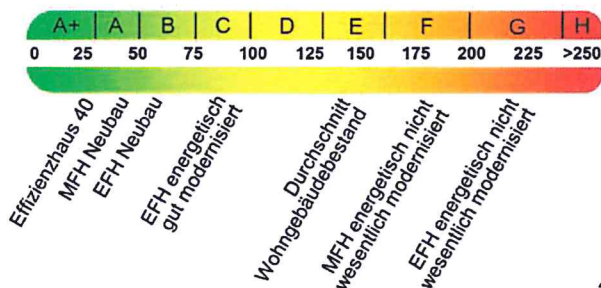 A+ A B C D E F G H
0 25 50 75 100 125 150 175 200 225 >250
Effizienzhaus 40
MFH Neubau
EFH Neubau
EFH energetisch
gut modernisiert
Durchschnitt
Wohngebäudebestand
MFH energetisch nicht
wesentlich modernisiert
EFH energetisch nicht
wesentlich modernisiert